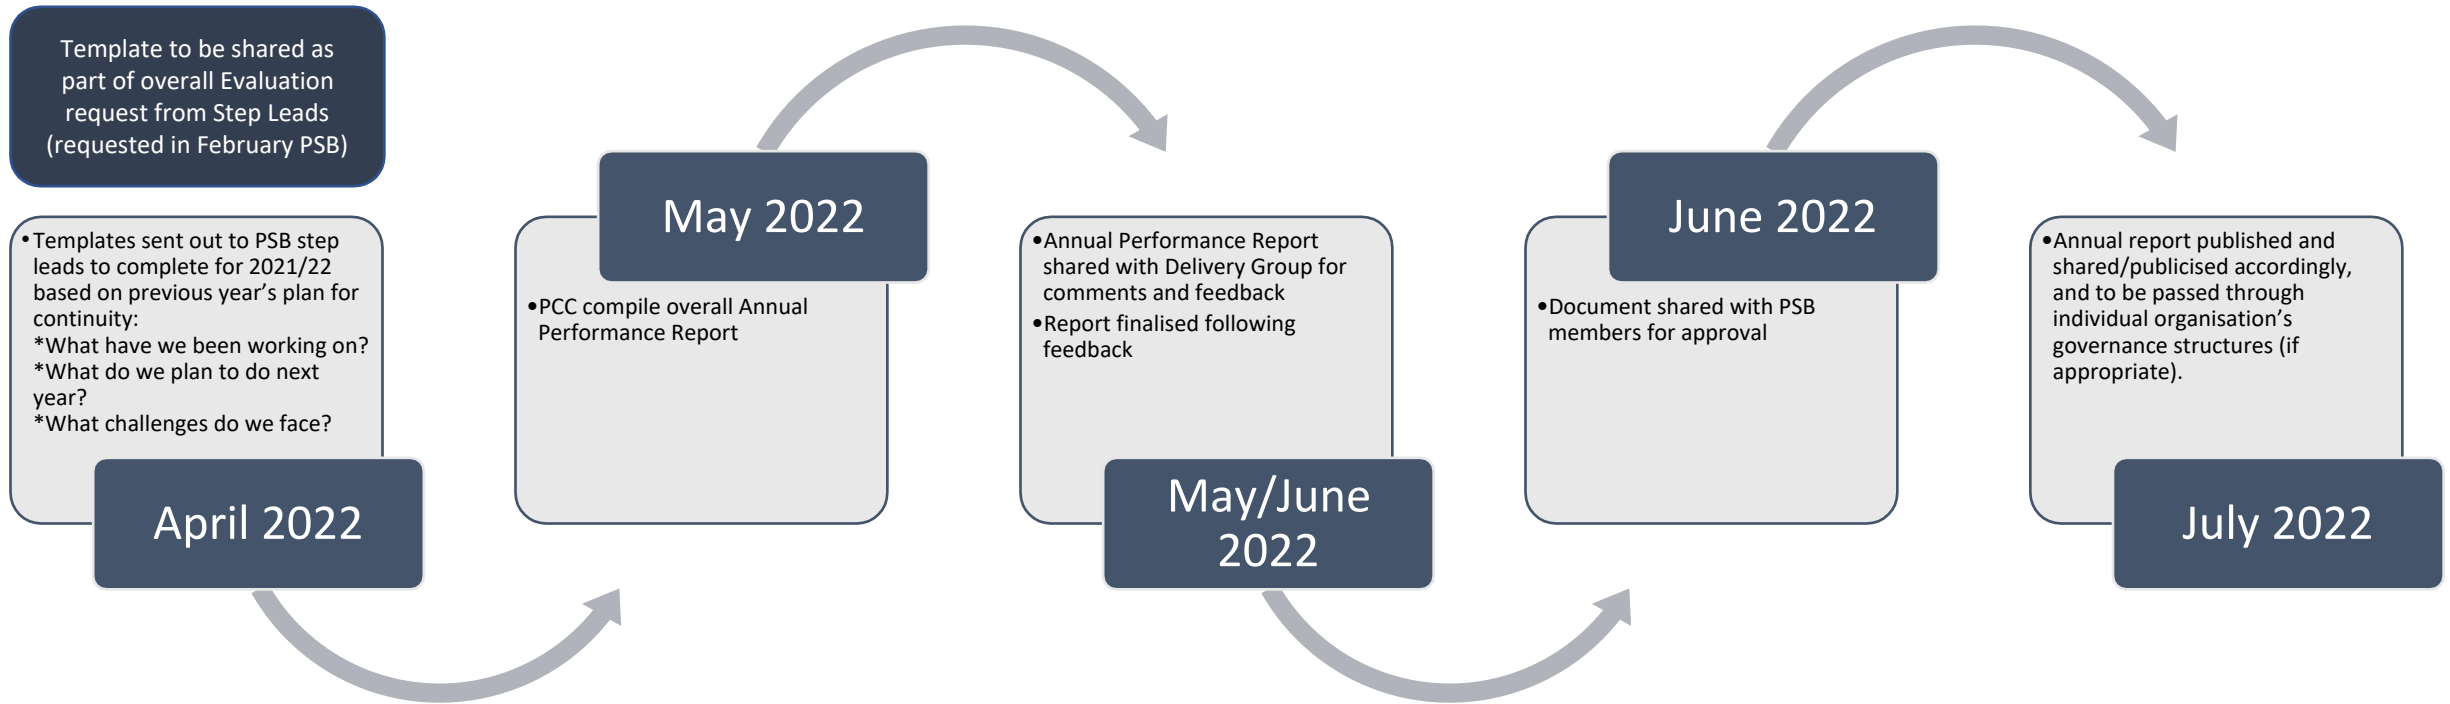 Template to be shared as
part of overall Evaluation
request from Step Leads
(requested in February PSB)
•Templates sent out to PSB step
leads to complete for 2021/22
based on previous year’s plan for
continuity:
*What have we been working on?
*What do we plan to do next
year?
*What challenges do we face?
April 2022
May 2022
•PCC compile overall Annual
Performance Report
•Annual Performance Report
shared with Delivery Group for
comments and feedback
•Report finalised following
feedback
May/June
2022
June 2022
•Document shared with PSB
members for approval
•Annual report published and
shared/publicised accordingly,
and to be passed through
individual organisation’s
governance structures (if
appropriate).
July 2022